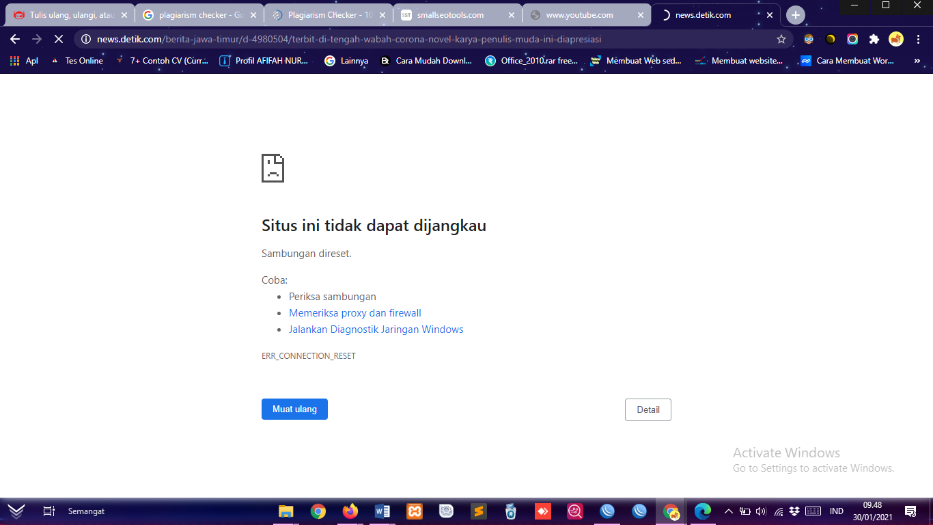 Tulis ulang, ulangi, ata
plagiarism checker - G
Plagiarism Checker - 10
smallseotools.com
www.youtube.com
news.detik.com
news.detik.com/berita-jawa-timur/d-4980504/terbit-di-tengah-wabah-corona-novel-karya-penulis-muda-ini-diapresiasi
Apl
Tes Online
7+ Contoh CV (Curr...
Profil AFIFAH-NUR...
Lainnya
Cara Mudah Downl...
Office_2010.rar free...
Membuat Web sed...
Membuat website...
Cara Membuat Wor...
»
Situs ini tidak dapat dijangkau
Sambungan direset.
Coba:
• Periksa sambungan
• Memeriksa proxy dan firewall
• Jalankan Diagnostik Jaringan Windows
ERR_CONNECTION_RESET
Muat ulang
Detail
Activate Windows
Go to Settings to activate Windows.
Semangat
IND
09.48
30/01/2021